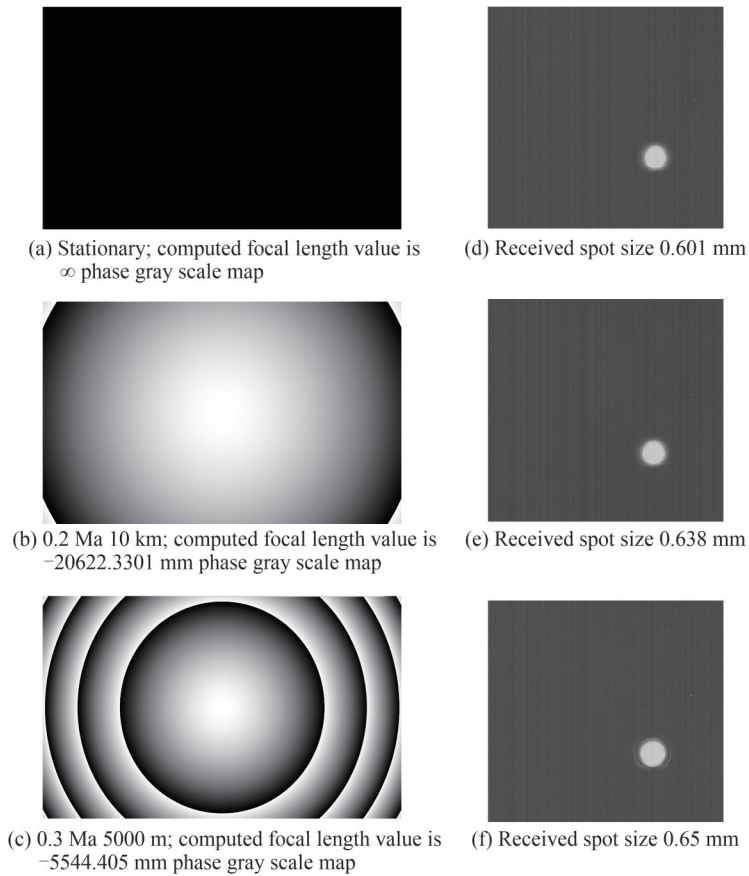 (a) Stationary; computed focal length value is
∞ phase gray scale map
(d) Received spot size 0.601 mm
(b) 0.2 Ma 10 km; computed focal length value is
−20622.3301 mm phase gray scale map
(e) Received spot size 0.638 mm
(c) 0.3 Ma 5000 m; computed focal length value is
−5544.405 mm phase gray scale map
(f) Received spot size 0.65 mm